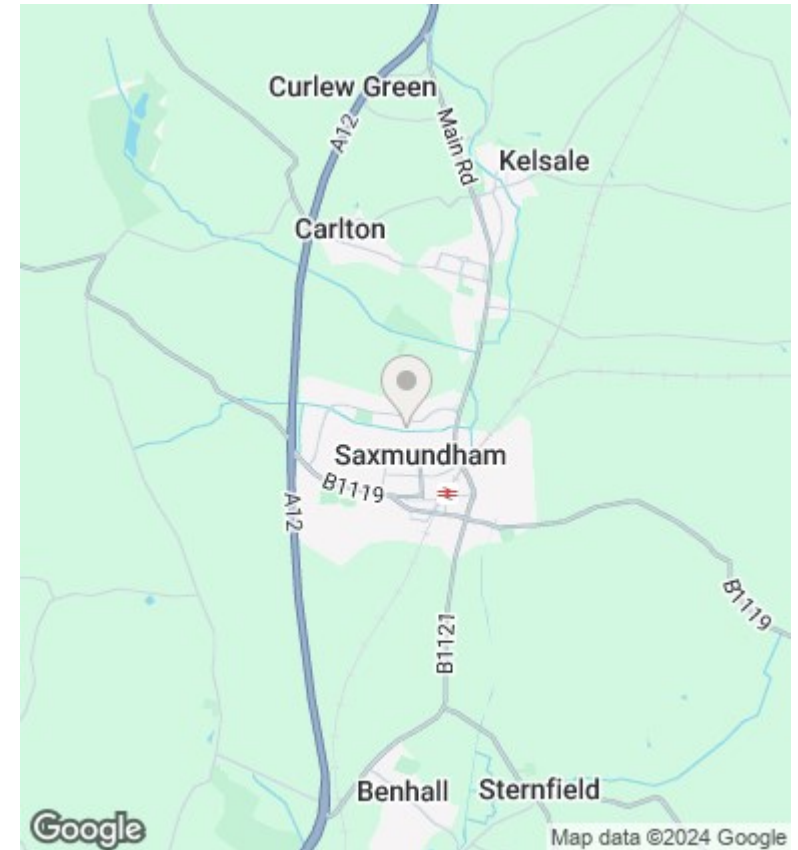 Curlew Green
A12
Main Rd
Kelsale
Carlton
Saxmundham
B1119
A12
B1119
B1121
Benhall
Sternfield
Google
Map data ©2024 Google